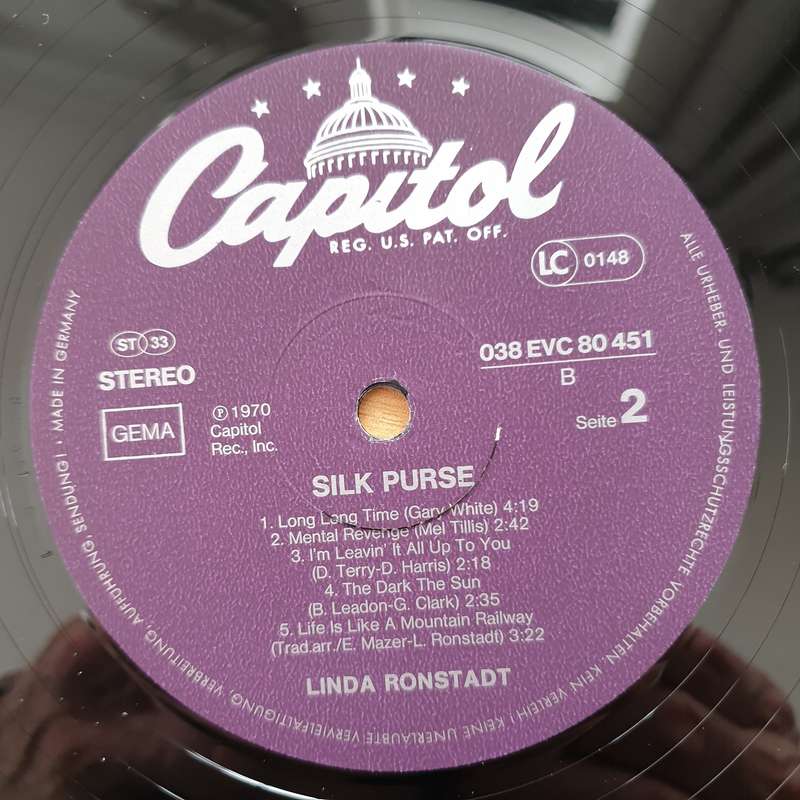 Capitol
REG. U.S. PAT. OFF.
LC 0148
ST 33
STEREO
GEMA
℗ 1970
Capitol
Rec., Inc.
038 EVC 80 451
B
Seite 2
SILK PURSE
1. Long Long Time (Gary White) 4:19
2. Mental Revenge (Mel Tillis) 2:42
3. I'm Leavin' It All Up To You
(D. Terry-D. Harris) 2:18
4. The Dark The Sun
(B. Leadon-G. Clark) 2:35
5. Life Is Like A Mountain Railway
(Trad.arr./E. Mazer-L. Ronstadt) 3:22
LINDA RONSTADT
ALLE URHEBER- UND LEISTUNGSSCHUTZRECHTE VORBEHALTEN. KEIN VERLEIH! KEINE UNERLAUBTE VERVIELFÄLTIGUNG, VERBREITUNG, AUFFÜHRUNG, SENDUNG! • MADE IN GERMANY